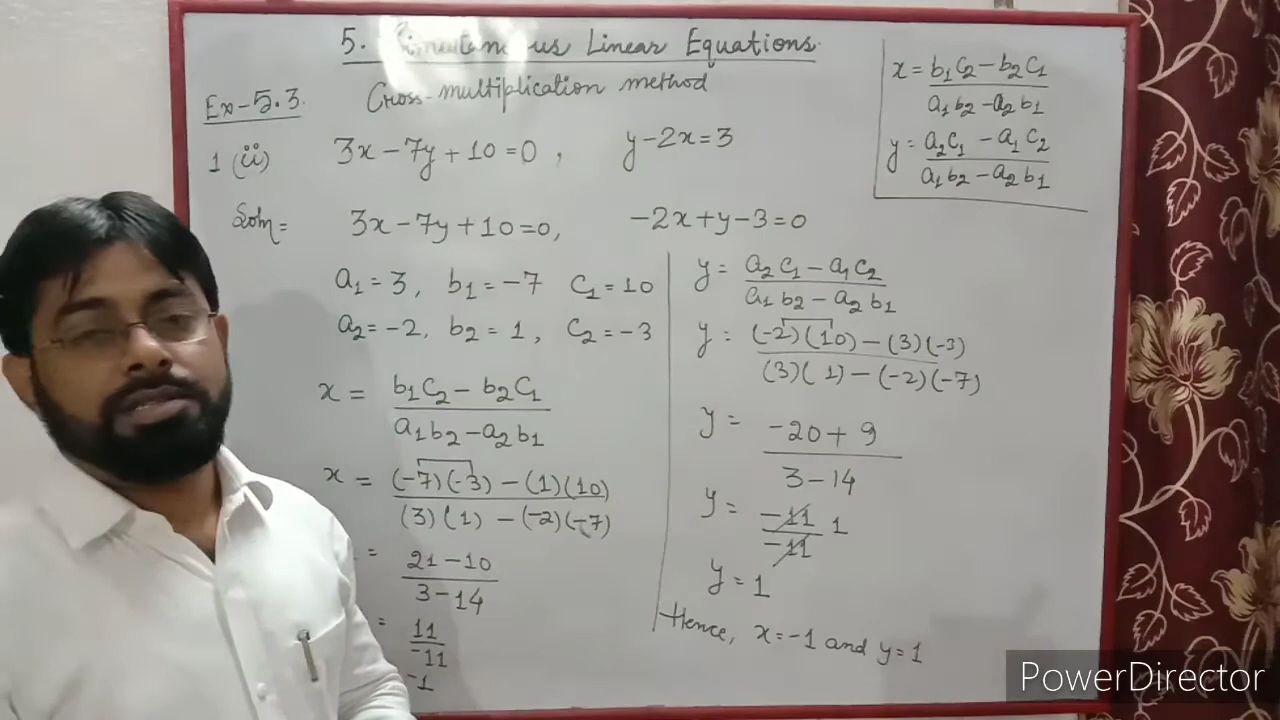 5. Simultaneous Linear Equations.
Cross-multiplication method
Ex-5.3.
1 (ii) 3x-7y+10=0, y-2x=3
x = b₁c₂-b₂c₁ / a₁b₂-a₂b₁
y = a₂c₁-a₁c₂ / a₁b₂-a₂b₁
Soln= 3x-7y+10=0, -2x+y-3=0
a₁=3, b₁=-7 c₁=10
a₂=-2, b₂=1, c₂=-3
x = b₁c₂-b₂c₁ / a₁b₂-a₂b₁
x = (-7)(-3)-(1)(10) / (3)(1)-(-2)(-7)
= 21-10 / 3-14
= 11 / -11
-1
y = a₂c₁-a₁c₂ / a₁b₂-a₂b₁
y = (-2)(10)-(3)(-3) / (3)(1)-(-2)(-7)
y = -20+9 / 3-14
y = -11 / -11 1
y = 1
Hence, x=-1 and y=1
PowerDirector